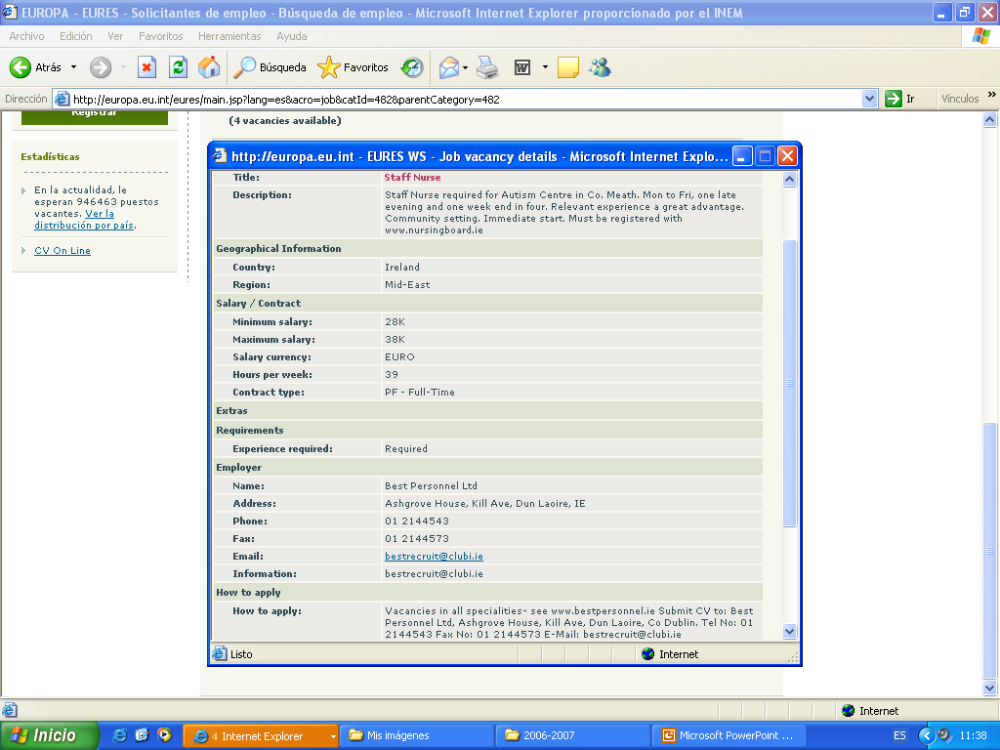 EUROPA - EURES - Solicitantes de empleo - Búsqueda de empleo - Microsoft Internet Explorer proporcionado por el INEM
Archivo Edición Ver Favoritos Herramientas Ayuda
Atrás Búsqueda Favoritos
Dirección http://europa.eu.int/eures/main.jsp?lang=es&acro=job&catId=482&parentCategory=482 Ir Vínculos »
Registrar
(4 vacancies available)
Estadísticas
En la actualidad, le
esperan 946463 puestos
vacantes. Ver la
distribución por país.
CV On Line
http://europa.eu.int - EURES WS - Job vacancy details - Microsoft Internet Explo...
Title: Staff Nurse
Description: Staff Nurse required for Autism Centre in Co. Meath. Mon to Fri, one late
evening and one week end in four. Relevant experience a great advantage.
Community setting. Immediate start. Must be registered with
www.nursingboard.ie
Geographical Information
Country: Ireland
Region: Mid-East
Salary / Contract
Minimum salary: 28K
Maximum salary: 38K
Salary currency: EURO
Hours per week: 39
Contract type: PF - Full-Time
Extras
Requirements
Experience required: Required
Employer
Name: Best Personnel Ltd
Address: Ashgrove House, Kill Ave, Dun Laoire, IE
Phone: 01 2144543
Fax: 01 2144573
Email: bestrecruit@clubi.ie
Information: bestrecruit@clubi.ie
How to apply
How to apply: Vacancies in all specialities- see www.bestpersonnel.ie Submit CV to: Best
Personnel Ltd, Ashgrove House, Kill Ave, Dun Laoire, Co Dublin. Tel No: 01
2144543 Fax No: 01 2144573 E-Mail: bestrecruit@clubi.ie
Listo Internet
Internet
Inicio 4 Internet Explorer Mis imágenes 2006-2007 Microsoft PowerPoint ... ES 11:38